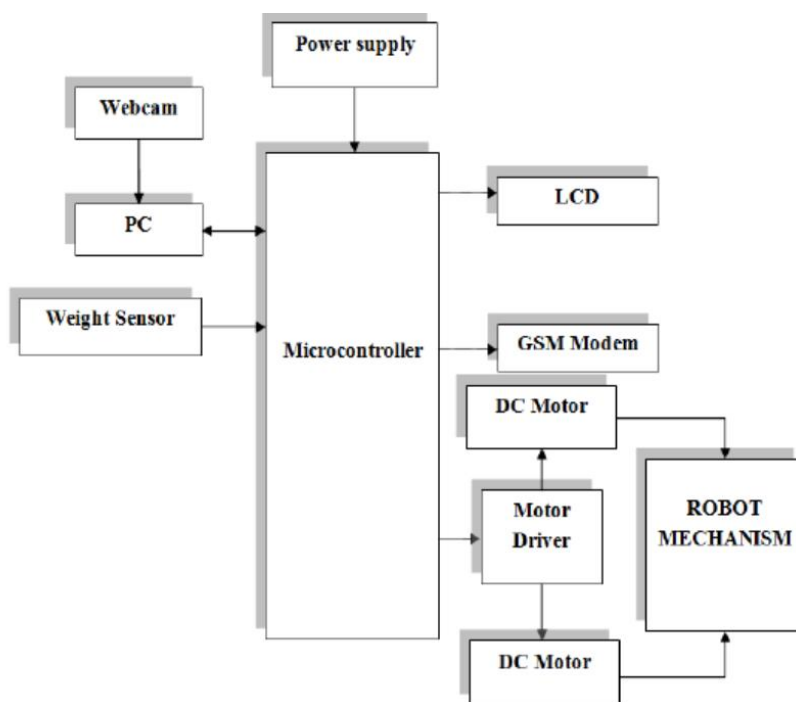 Power supply
Webcam
PC
LCD
Weight Sensor
Microcontroller
GSM Modem
DC Motor
Motor
Driver
ROBOT
MECHANISM
DC Motor